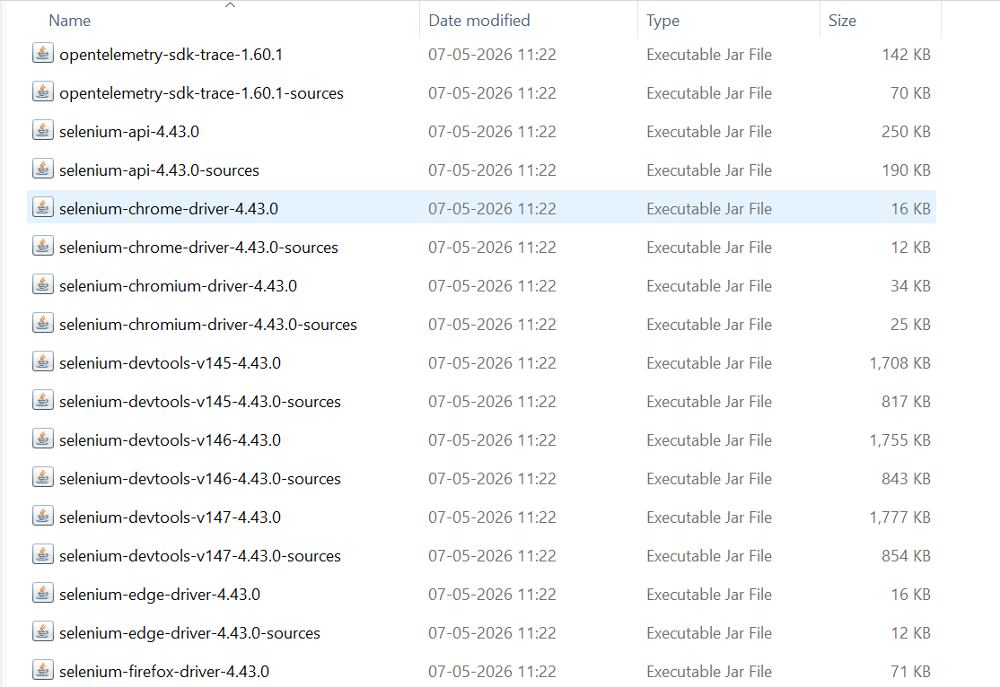 Name Date modified Type Size
opentelemetry-sdk-trace-1.60.1 07-05-2026 11:22 Executable Jar File 142 KB
opentelemetry-sdk-trace-1.60.1-sources 07-05-2026 11:22 Executable Jar File 70 KB
selenium-api-4.43.0 07-05-2026 11:22 Executable Jar File 250 KB
selenium-api-4.43.0-sources 07-05-2026 11:22 Executable Jar File 190 KB
selenium-chrome-driver-4.43.0 07-05-2026 11:22 Executable Jar File 16 KB
selenium-chrome-driver-4.43.0-sources 07-05-2026 11:22 Executable Jar File 12 KB
selenium-chromium-driver-4.43.0 07-05-2026 11:22 Executable Jar File 34 KB
selenium-chromium-driver-4.43.0-sources 07-05-2026 11:22 Executable Jar File 25 KB
selenium-devtools-v145-4.43.0 07-05-2026 11:22 Executable Jar File 1,708 KB
selenium-devtools-v145-4.43.0-sources 07-05-2026 11:22 Executable Jar File 817 KB
selenium-devtools-v146-4.43.0 07-05-2026 11:22 Executable Jar File 1,755 KB
selenium-devtools-v146-4.43.0-sources 07-05-2026 11:22 Executable Jar File 843 KB
selenium-devtools-v147-4.43.0 07-05-2026 11:22 Executable Jar File 1,777 KB
selenium-devtools-v147-4.43.0-sources 07-05-2026 11:22 Executable Jar File 854 KB
selenium-edge-driver-4.43.0 07-05-2026 11:22 Executable Jar File 16 KB
selenium-edge-driver-4.43.0-sources 07-05-2026 11:22 Executable Jar File 12 KB
selenium-firefox-driver-4.43.0 07-05-2026 11:22 Executable Jar File 71 KB